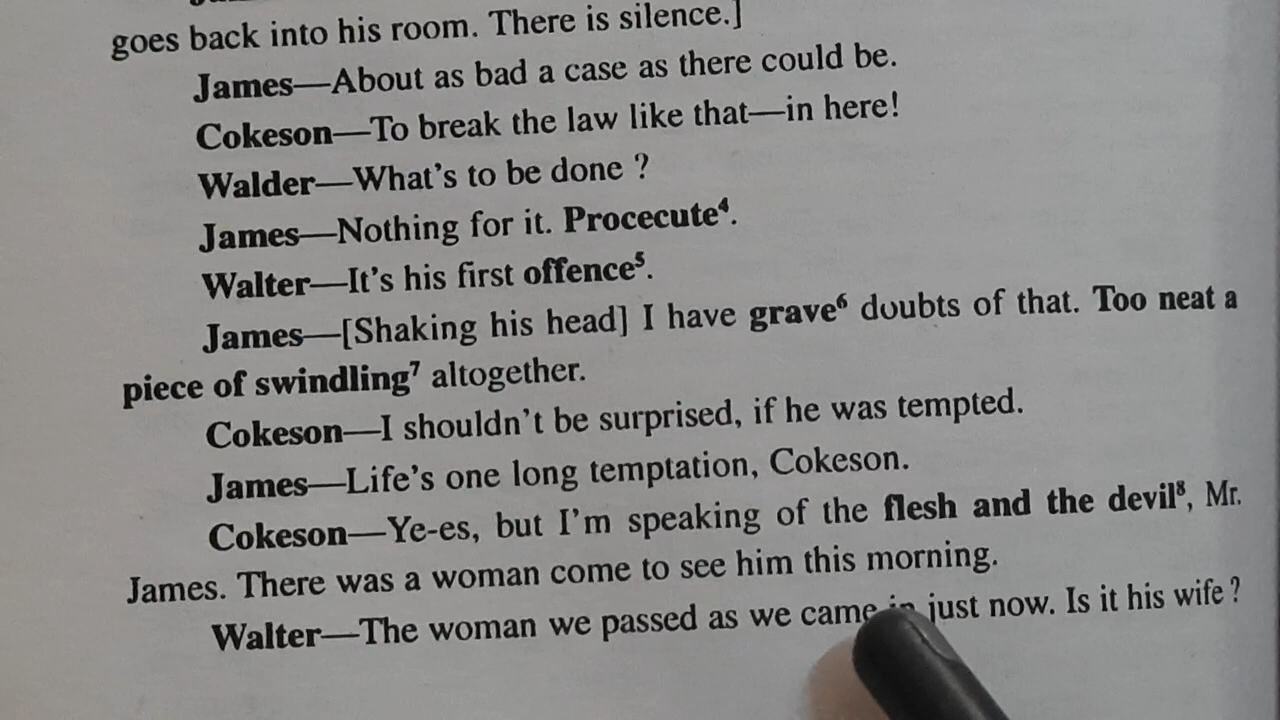 goes back into his room. There is silence.]
James—About as bad a case as there could be.
Cokeson—To break the law like that—in here!
Walder—What's to be done ?
James—Nothing for it. Procecute⁴.
Walter—It's his first offence⁵.
James—[Shaking his head] I have grave⁶ doubts of that. Too neat a
piece of swindling⁷ altogether.
Cokeson—I shouldn't be surprised, if he was tempted.
James—Life's one long temptation, Cokeson.
Cokeson—Ye-es, but I'm speaking of the flesh and the devil⁸, Mr.
James. There was a woman come to see him this morning.
Walter—The woman we passed as we came in just now. Is it his wife ?